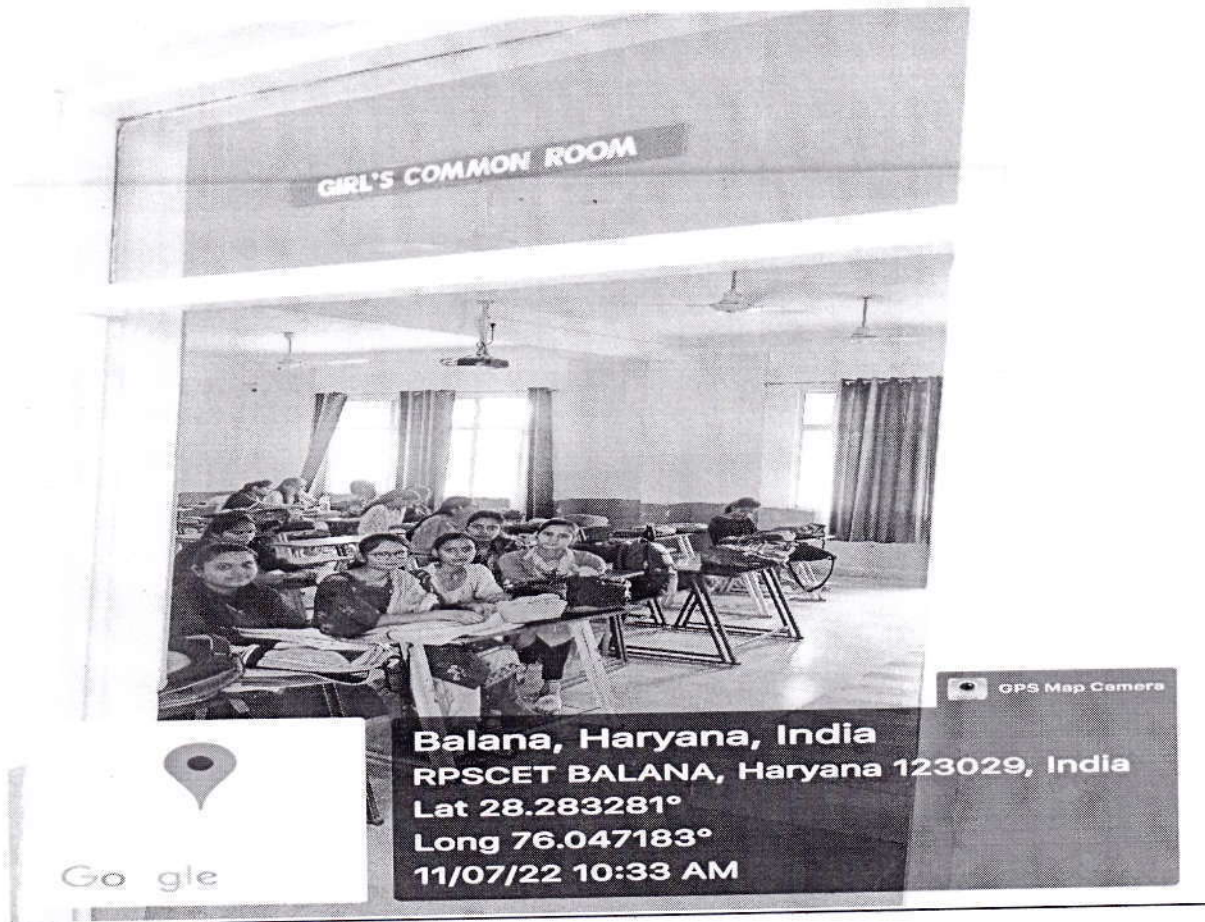 GIRL'S COMMON ROOM
GPS Map Camera
Balana, Haryana, India
RPSCET BALANA, Haryana 123029, India
Lat 28.283281°
Long 76.047183°
11/07/22 10:33 AM
Go gle